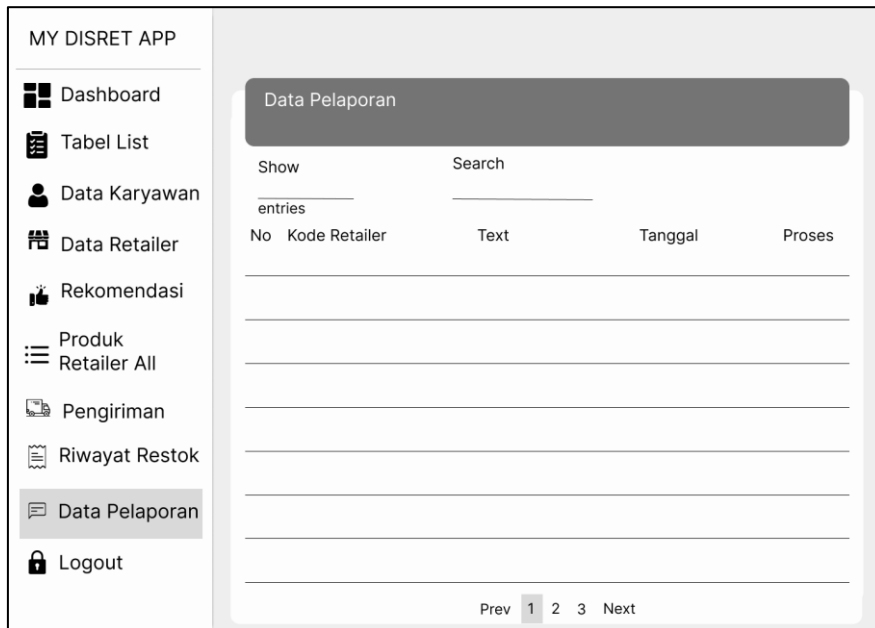 MY DISRET APP
Dashboard
Tabel List
Data Karyawan
Data Retailer
Rekomendasi
Produk
Retailer All
Pengiriman
Riwayat Restok
Data Pelaporan
Logout
Data Pelaporan
Show
Search
entries
No Kode Retailer Text Tanggal Proses
Prev 1 2 3 Next